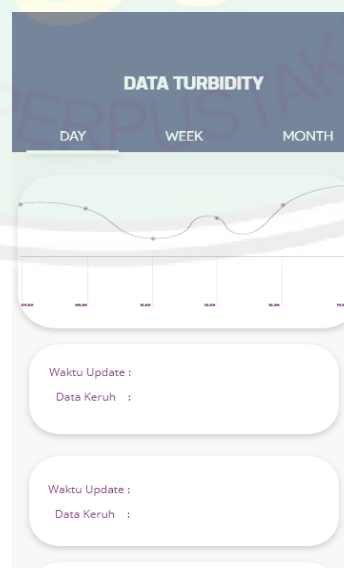 DATA TURBIDITY
DAY WEEK MONTH
Waktu Update :
Data Keruh :
Waktu Update :
Data Keruh :